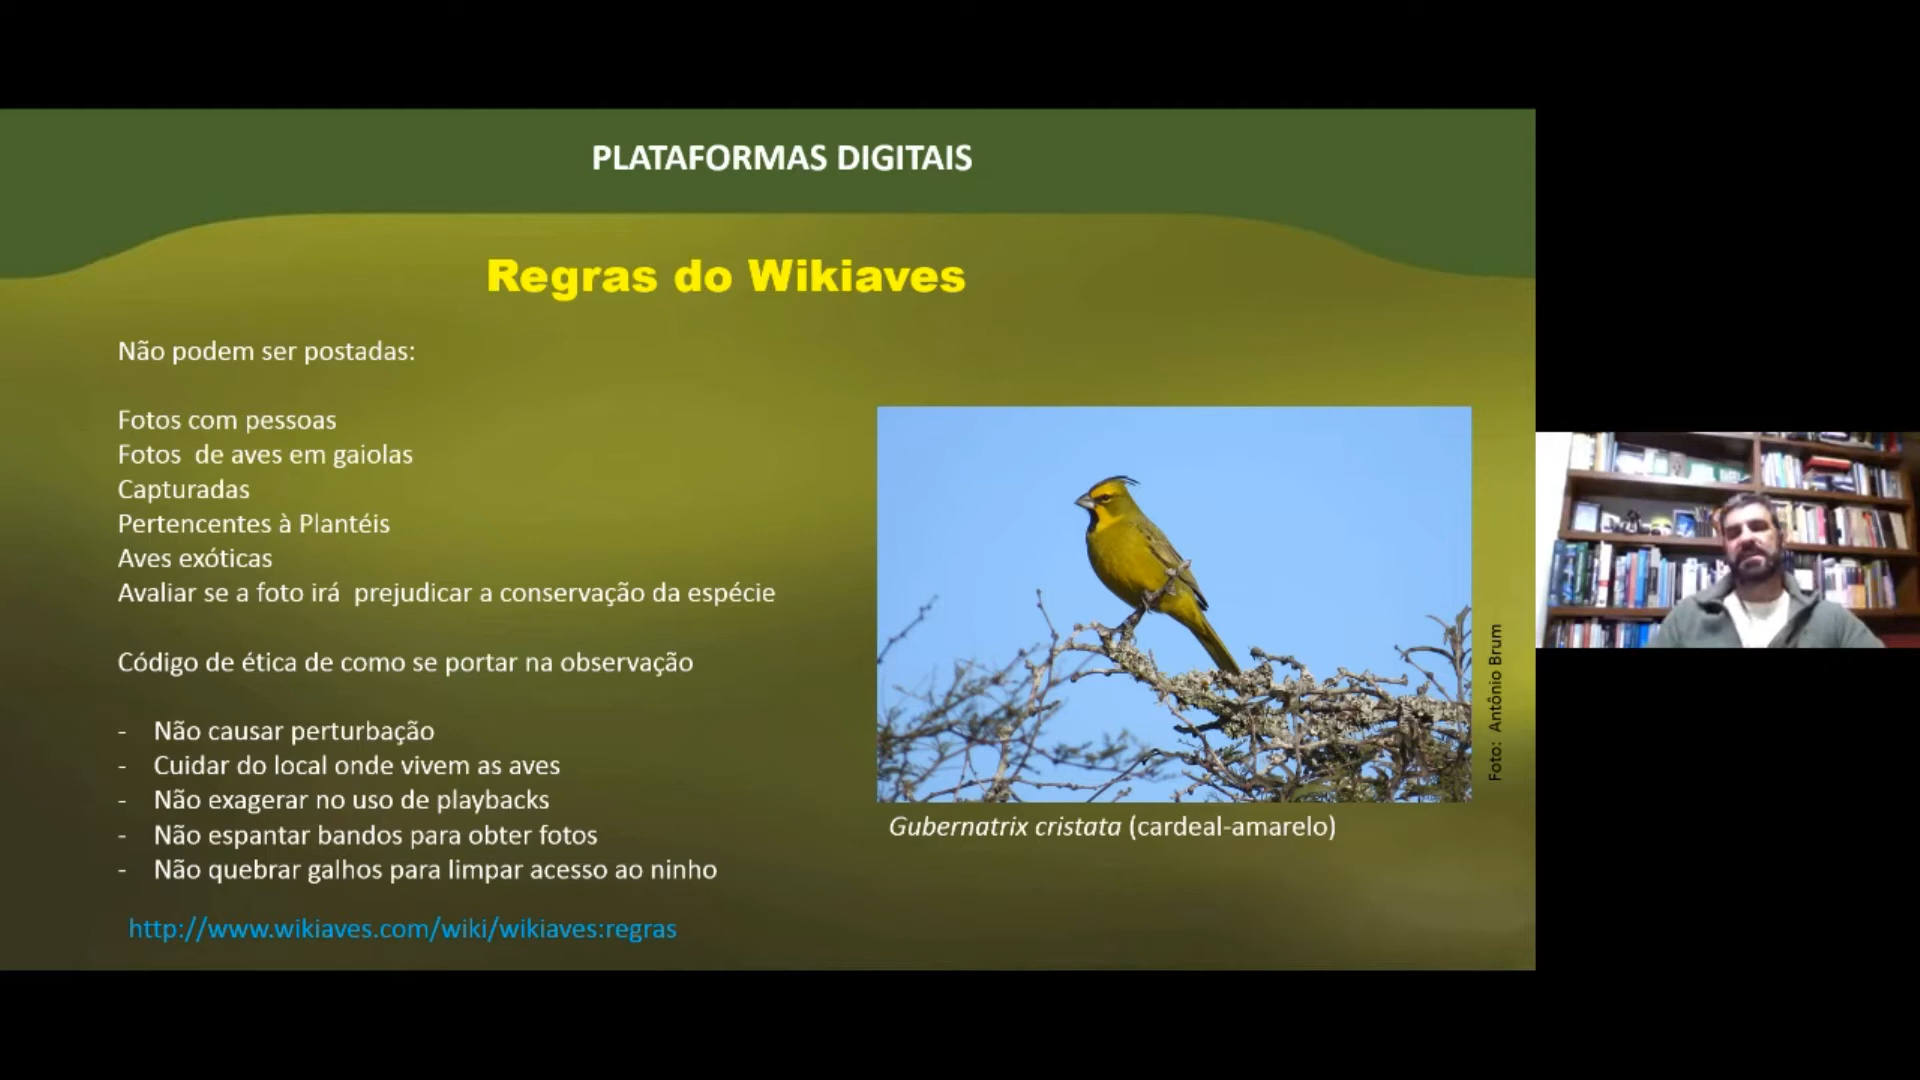 PLATAFORMAS DIGITAIS
Regras do Wikiaves
Não podem ser postadas:
Fotos com pessoas
Fotos  de aves em gaiolas
Capturadas
Pertencentes à Plantéis
Aves exóticas
Avaliar se a foto irá  prejudicar a conservação da espécie
Código de ética de como se portar na observação
- Não causar perturbação
- Cuidar do local onde vivem as aves
- Não exagerar no uso de playbacks
- Não espantar bandos para obter fotos
- Não quebrar galhos para limpar acesso ao ninho
http://www.wikiaves.com/wiki/wikiaves:regras
Gubernatrix cristata (cardeal-amarelo)
Foto:  Antônio Brum